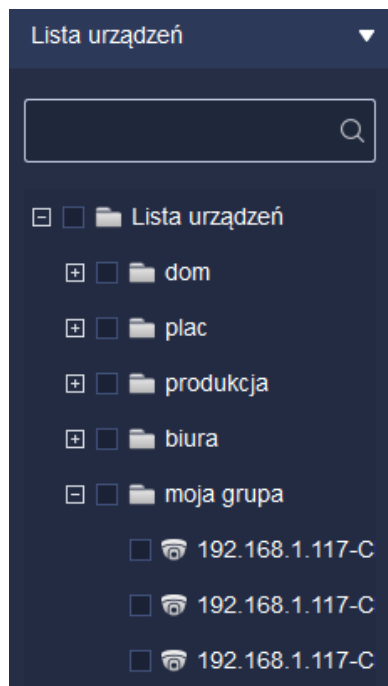 Lista urządzeń
Lista urządzeń
dom
plac
produkcja
biura
moja grupa
192.168.1.117-C
192.168.1.117-C
192.168.1.117-C